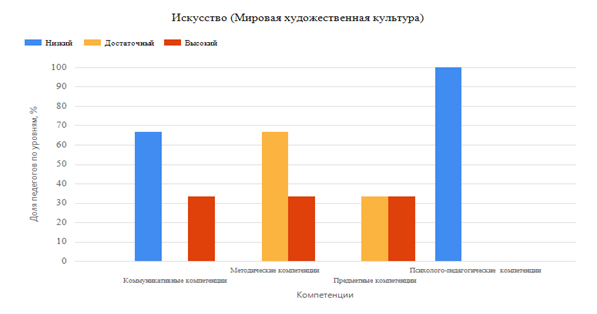 Искусство (Мировая художественная культура)
Низкий Достаточный Высокий
Доля педегогов по уровням, %
100
90
80
70
60
50
40
30
20
10
0
Методические компетенции Психолого-педагогические компетенции
Коммуникативные компетенции Предметные компетенции
Компетенции